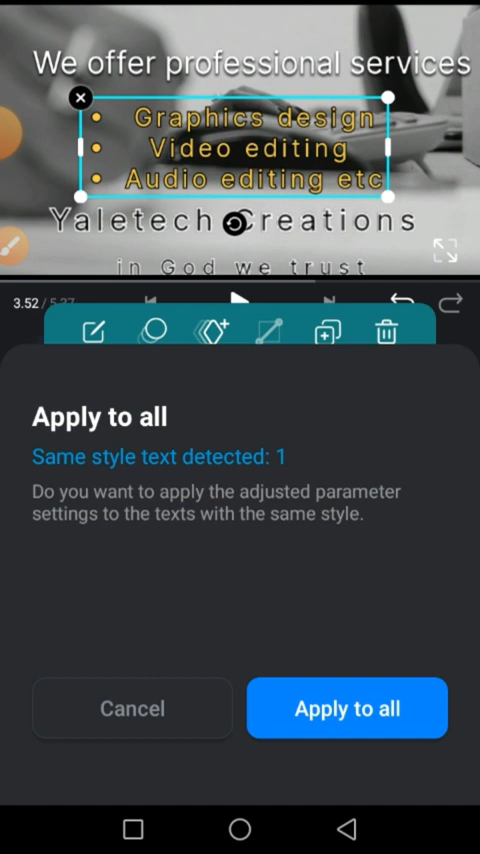 We offer professional services
• Graphics design
• Video editing
• Audio editing etc
Yaletech Creations
in God we trust
3.52 / 5.27
Apply to all
Same style text detected: 1
Do you want to apply the adjusted parameter
settings to the texts with the same style.
Cancel
Apply to all